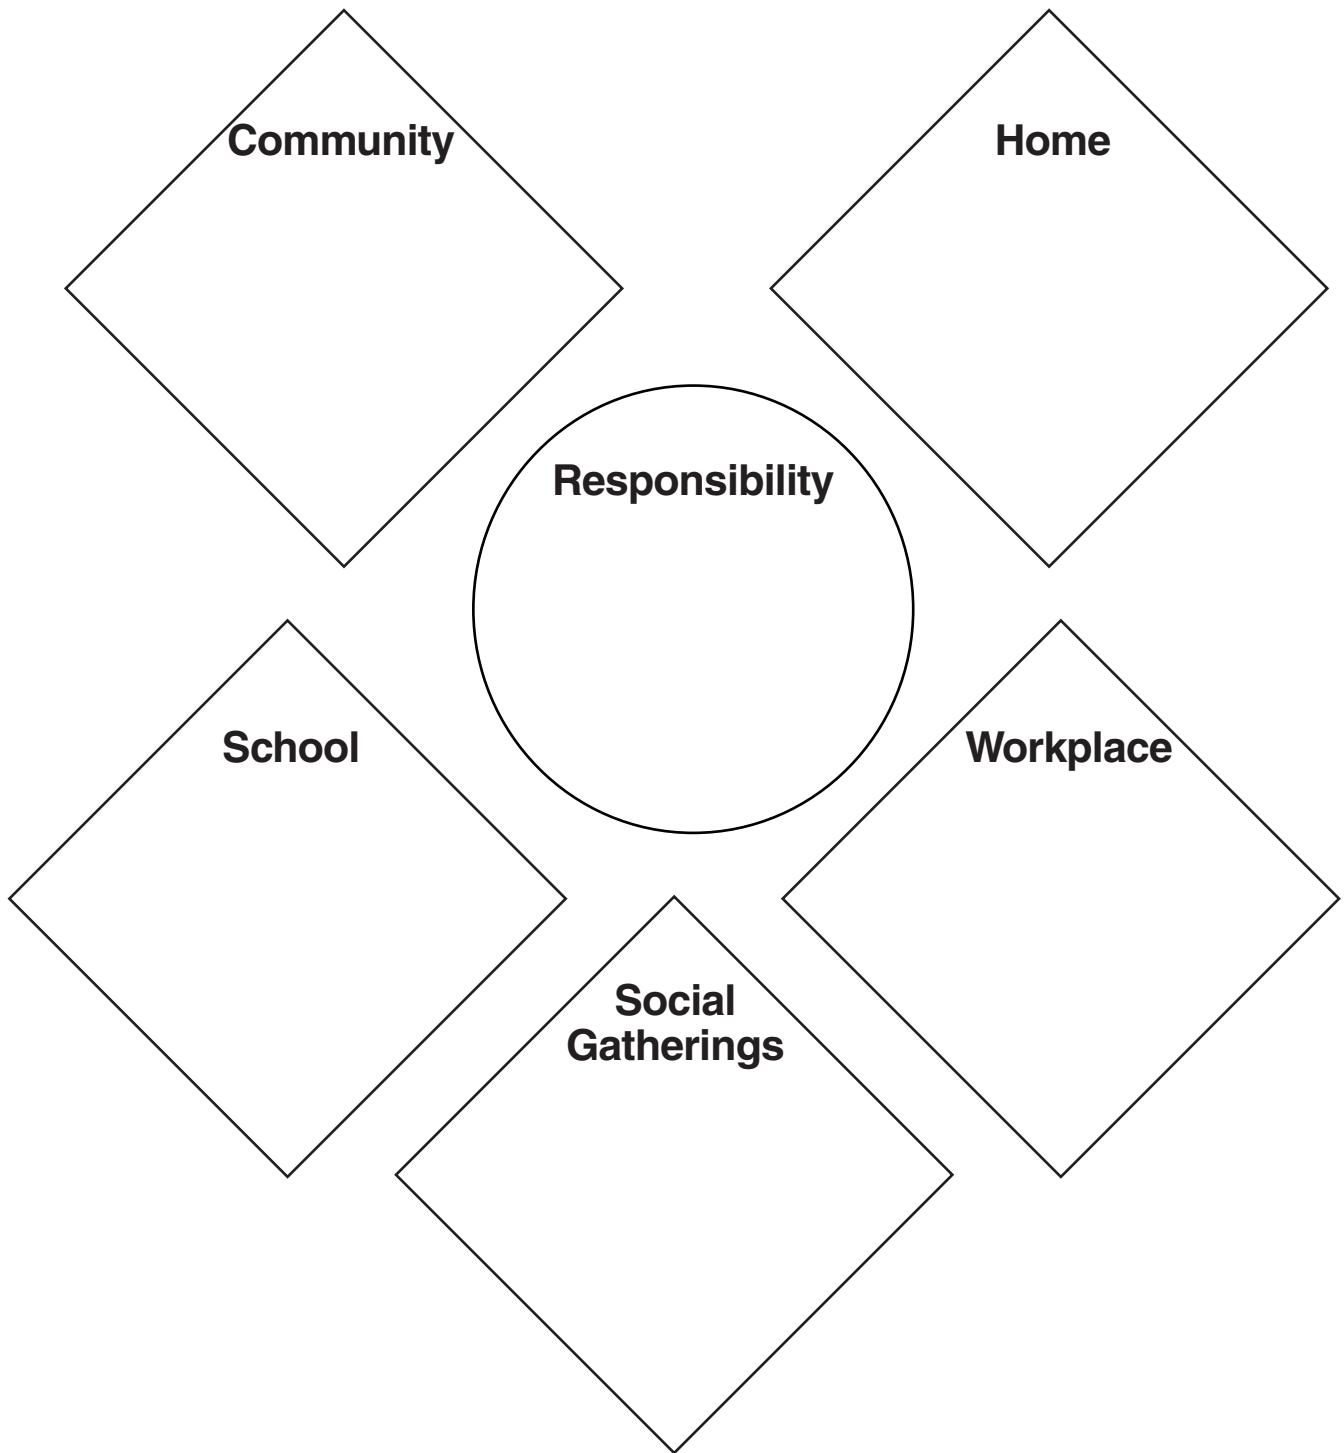 Community
Home
Responsibility
School
Workplace
Social
Gatherings